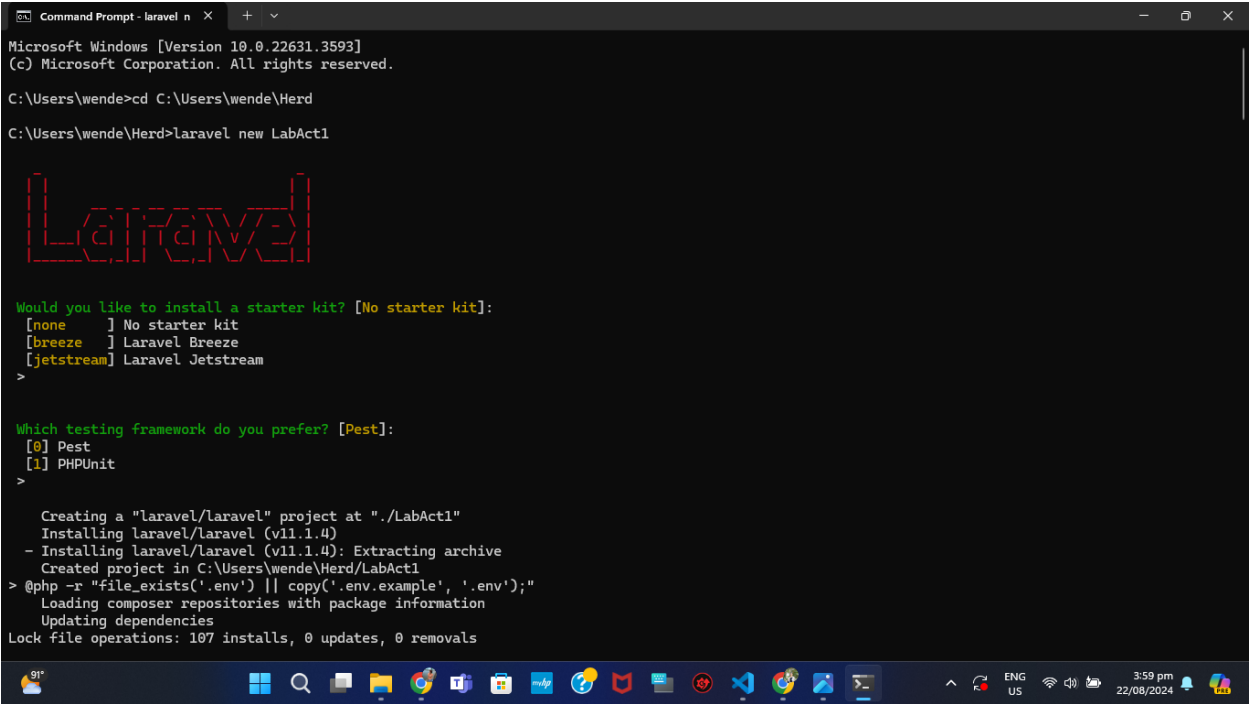 Command Prompt - laravel n
Microsoft Windows [Version 10.0.22631.3593]
(c) Microsoft Corporation. All rights reserved.
C:\Users\wende>cd C:\Users\wende\Herd
C:\Users\wende\Herd>laravel new LabAct1
Laravel
Would you like to install a starter kit? [No starter kit]:
[none     ] No starter kit
[breeze   ] Laravel Breeze
[jetstream] Laravel Jetstream
>
Which testing framework do you prefer? [Pest]:
[0] Pest
[1] PHPUnit
>
Creating a "laravel/laravel" project at "./LabAct1"
Installing laravel/laravel (v11.1.4)
- Installing laravel/laravel (v11.1.4): Extracting archive
Created project in C:\Users\wende\Herd/LabAct1
> @php -r "file_exists('.env') || copy('.env.example', '.env');"
Loading composer repositories with package information
Updating dependencies
Lock file operations: 107 installs, 0 updates, 0 removals
91°
myhp
ENG
US
3:59 pm
22/08/2024
PRE